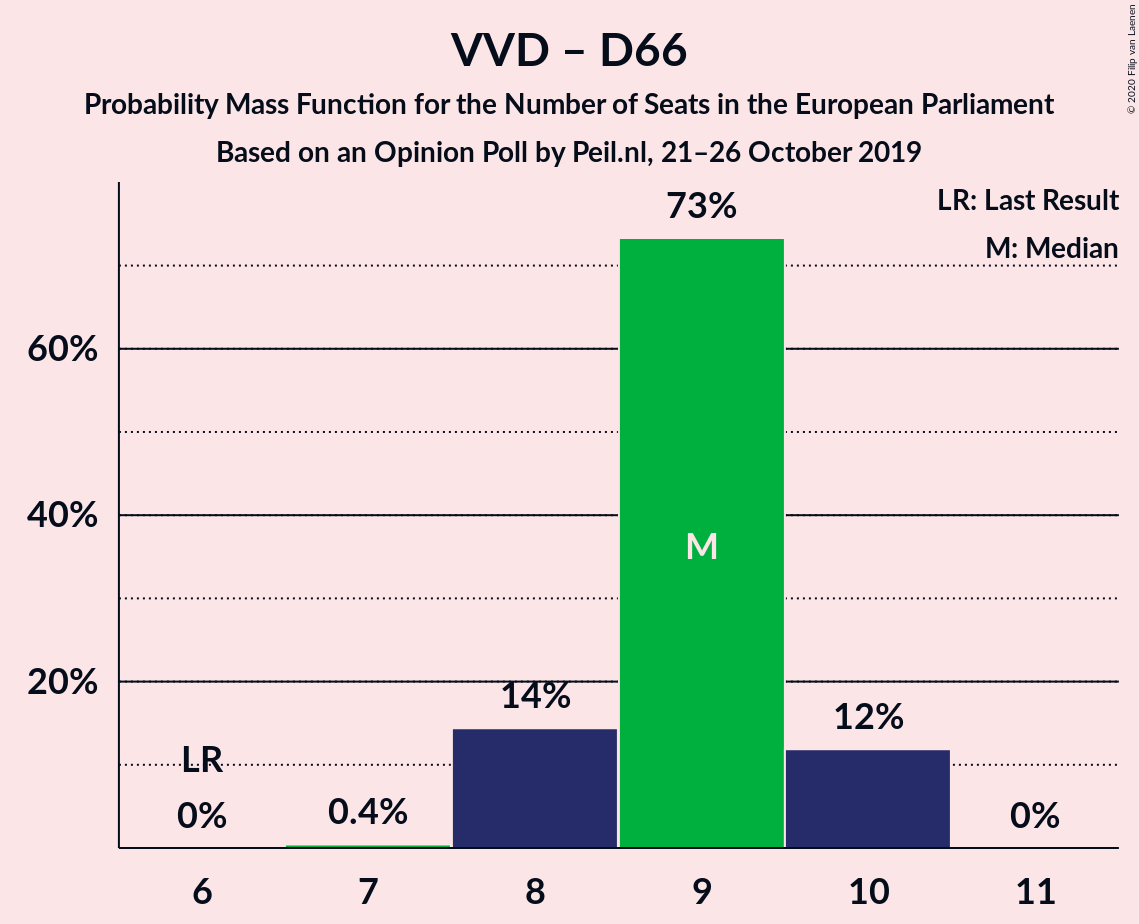 VVD – D66
Probability Mass Function for the Number of Seats in the European Parliament
Based on an Opinion Poll by Peil.nl, 21–26 October 2019
© 2020 Filip van Laenen
LR: Last Result
M: Median
73%
60%
40%
20%
M
14%
12%
LR
0%
0.4%
0%
6 7 8 9 10 11